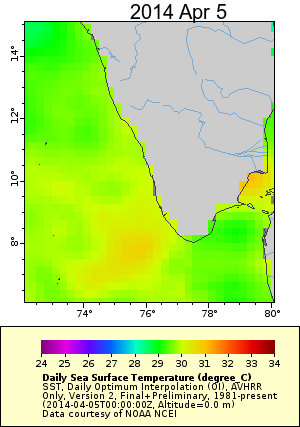 2014 Apr 5
14°
12°
10°
8°
74°
76°
78°
80°
24 25 26 27 28 29 30 31 32 33 34
Daily Sea Surface Temperature (degree_C)
SST, Daily Optimum Interpolation (OI), AVHRR
Only, Version 2, Final+Preliminary, 1981-present
(2014-04-05T00:00:00Z, Altitude=0.0 m)
Data courtesy of NOAA NCEI